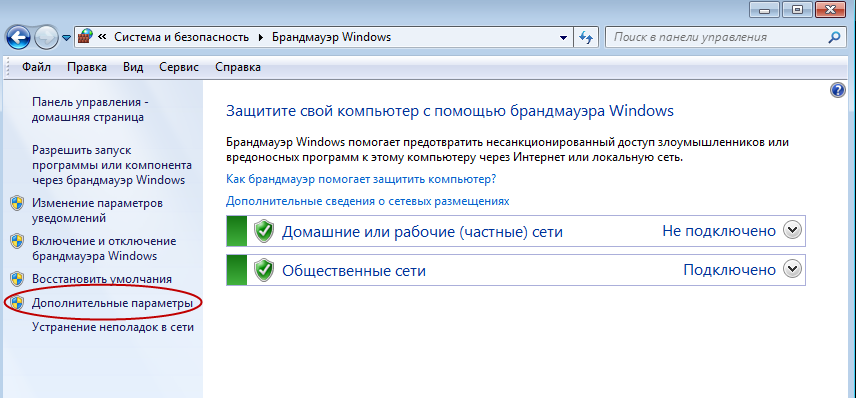 Система и безопасность
Брандмауэр Windows
Поиск в панели управления
Файл Правка Вид Сервис Справка
Панель управления -
домашняя страница
Разрешить запуск
программы или компонента
через брандмауэр Windows
Изменение параметров
уведомлений
Включение и отключение
брандмауэра Windows
Восстановить умолчания
Дополнительные параметры
Устранение неполадок в сети
Защитите свой компьютер с помощью брандмауэра Windows
Брандмауэр Windows помогает предотвратить несанкционированный доступ злоумышленников или
вредоносных программ к этому компьютеру через Интернет или локальную сеть.
Как брандмауэр помогает защитить компьютер?
Дополнительные сведения о сетевых размещениях
Домашние или рабочие (частные) сети Не подключено
Общественные сети Подключено